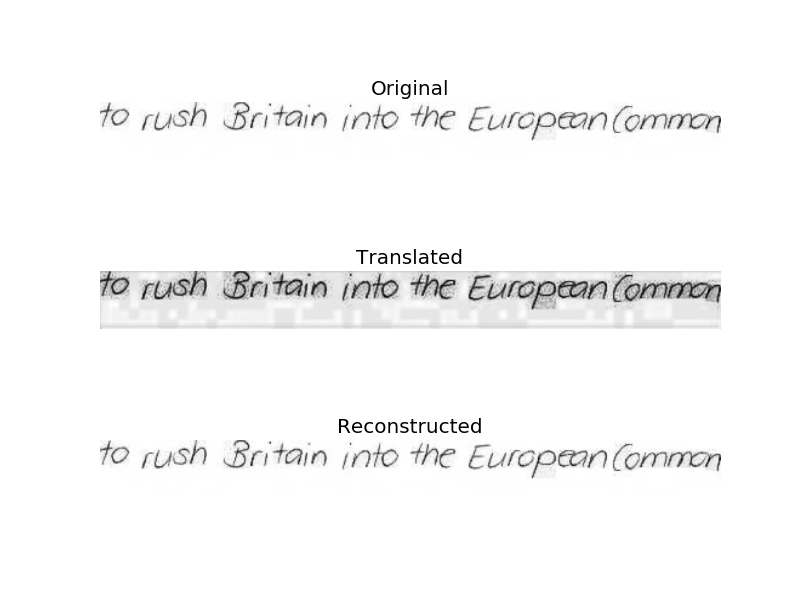 Original
to rush Britain into the European Common
Translated
to rush Britain into the European Common
Reconstructed
to rush Britain into the European Common